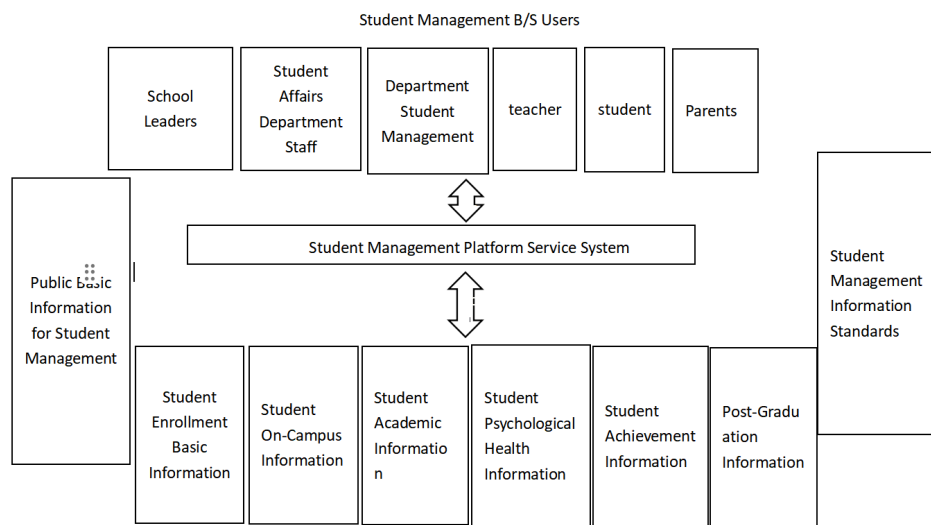 Student Management B/S Users
School
Leaders
Student
Affairs
Department
Staff
Department
Student
Management
teacher
student
Parents
Student Management Platform Service System
Public Basic
Information
for Student
Management
Student
Management
Information
Standards
Student
Enrollment
Basic
Information
Student
On-Campus
Information
Student
Academic
Informatio
n
Student
Psychological
Health
Information
Student
Achievement
Information
Post-Gradu
ation
Information